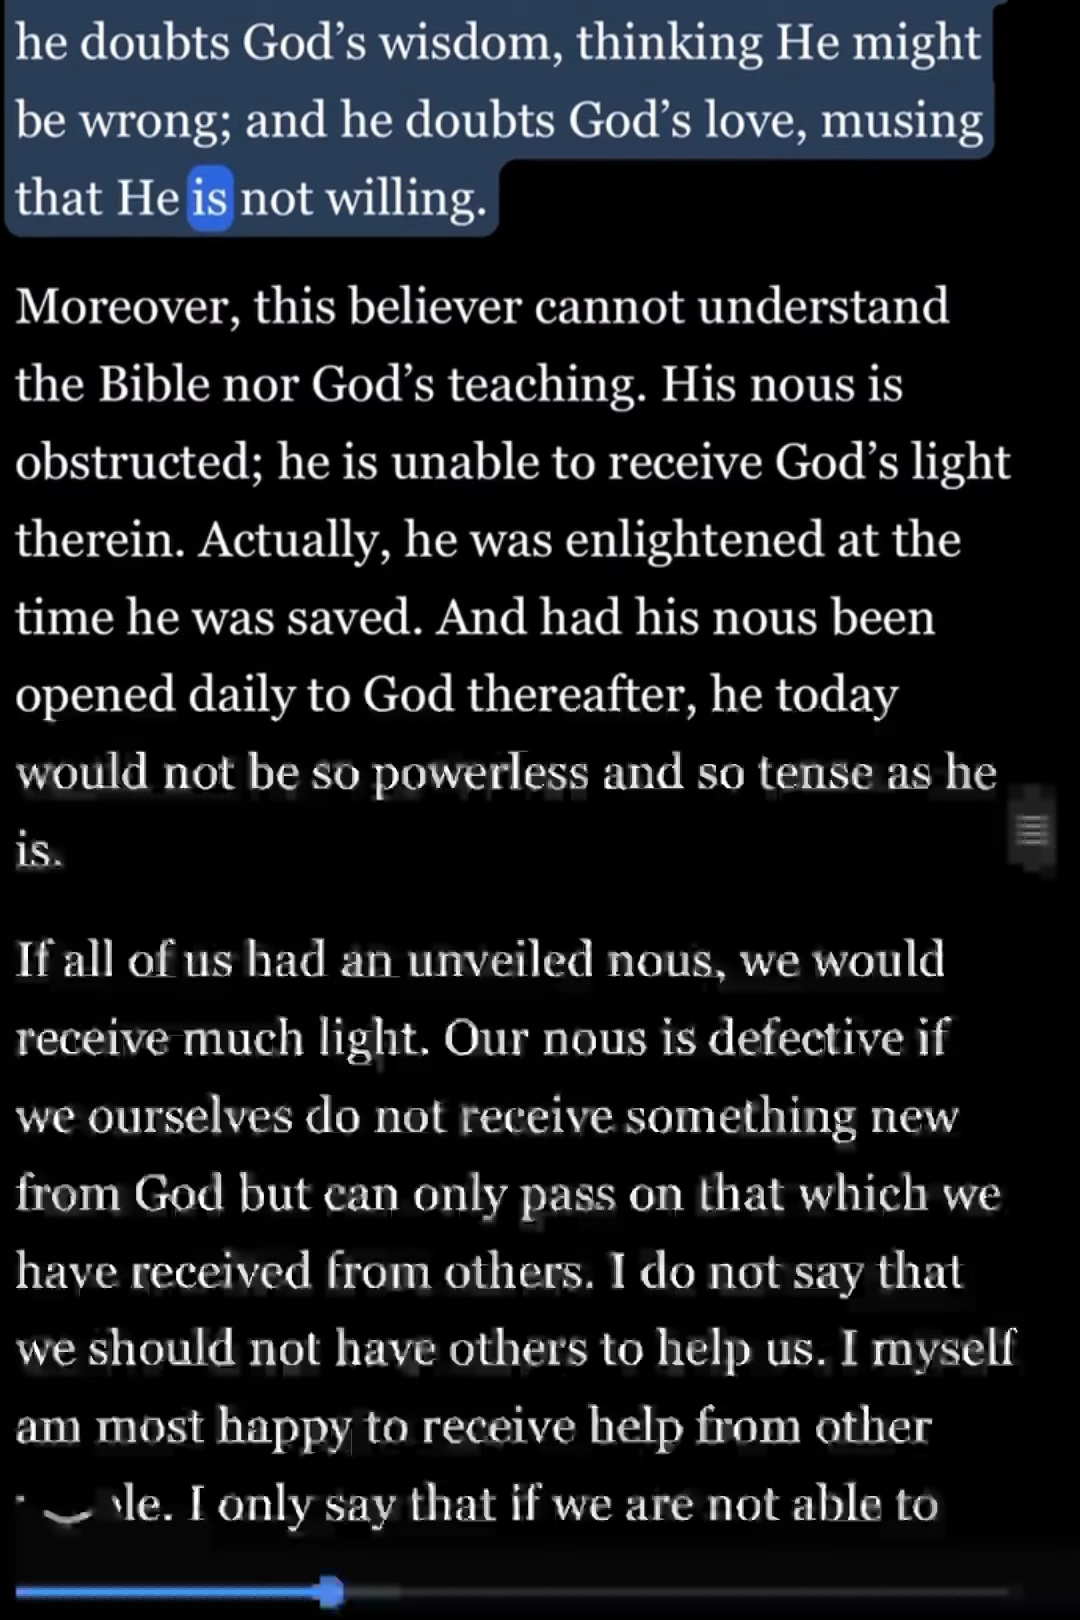 he doubts God’s wisdom, thinking He might
be wrong; and he doubts God’s love, musing
that He is not willing.
Moreover, this believer cannot understand
the Bible nor God’s teaching. His nous is
obstructed; he is unable to receive God’s light
therein. Actually, he was enlightened at the
time he was saved. And had his nous been
opened daily to God thereafter, he today
would not be so powerless and so tense as he
is.
If all of us had an unveiled nous, we would
receive much light. Our nous is defective if
we ourselves do not receive something new
from God but can only pass on that which we
have received from others. I do not say that
we should not have others to help us. I myself
am most happy to receive help from other
I only say that if we are not able to